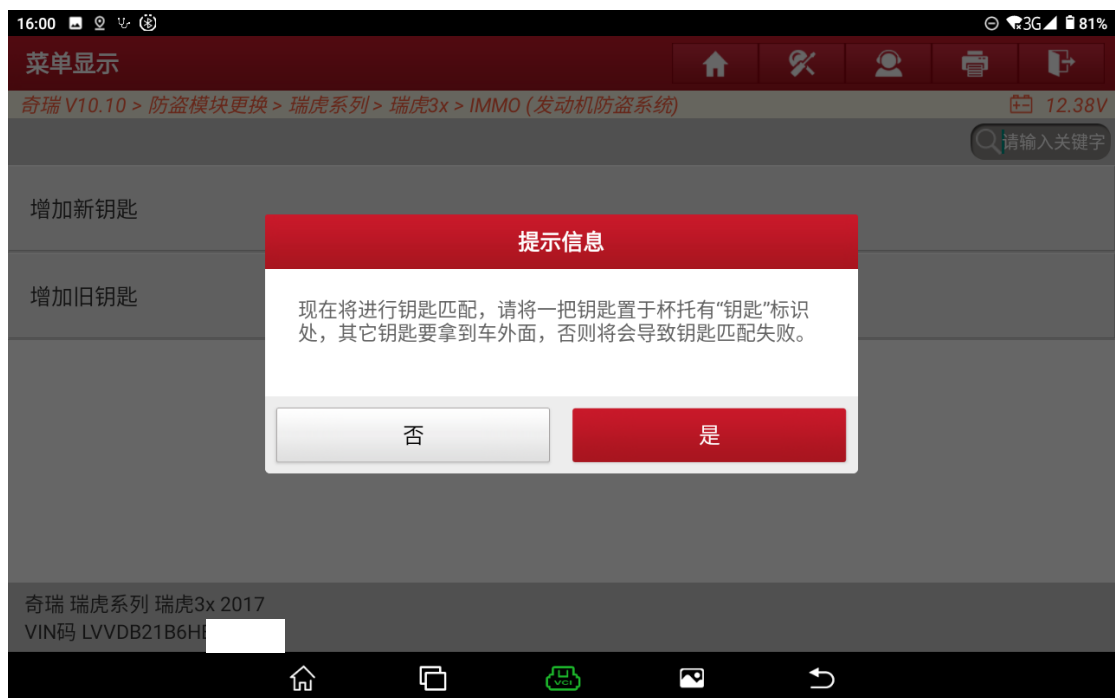 16:00
3G 81%
菜单显示
奇瑞 V10.10 > 防盗模块更换 > 瑞虎系列 > 瑞虎3x > IMMO (发动机防盗系统)
12.38V
请输入关键字
增加新钥匙
增加旧钥匙
提示信息
现在将进行钥匙匹配，请将一把钥匙置于杯托有“钥匙”标识
处，其它钥匙要拿到车外面，否则将会导致钥匙匹配失败。
否
是
奇瑞 瑞虎系列 瑞虎3x 2017
VIN码 LVVDB21B6H
VCI